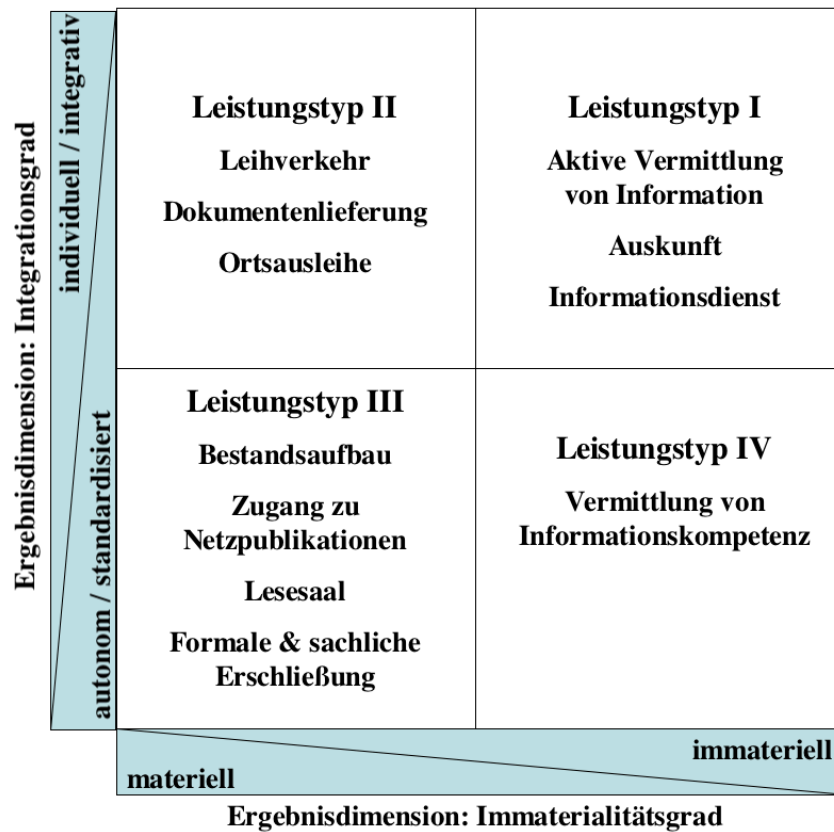 Ergebnisdimension: Integrationsgrad
individuell / integrativ
autonom / standardisiert
Leistungstyp II
Leihverkehr
Dokumentenlieferung
Ortsausleihe
Leistungstyp I
Aktive Vermittlung
von Information
Auskunft
Informationsdienst
Leistungstyp III
Bestandsaufbau
Zugang zu
Netzpublikationen
Lesesaal
Formale & sachliche
Erschließung
Leistungstyp IV
Vermittlung von
Informationskompetenz
materiell
immateriell
Ergebnisdimension: Immaterialitätsgrad